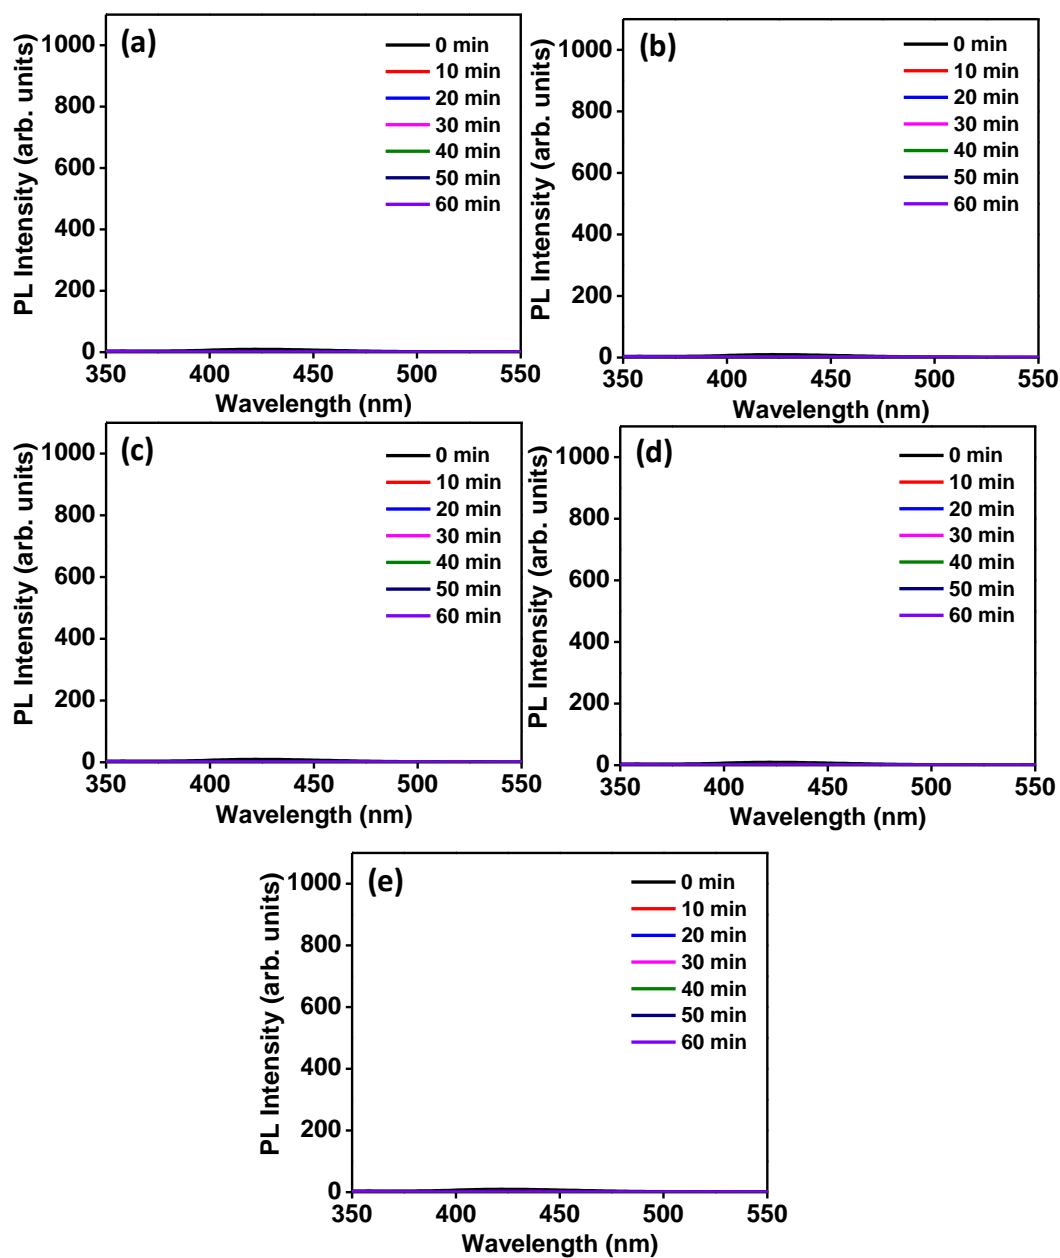 (a)
PL Intensity (arb. units)
1000
800
600
400
200
0
0 min
10 min
20 min
30 min
40 min
50 min
60 min
350 400 450 500 550
Wavelength (nm)
(b)
PL Intensity (arb. units)
1000
800
600
400
200
0
0 min
10 min
20 min
30 min
40 min
50 min
60 min
350 400 450 500 550
Wavelength (nm)
(c)
PL Intensity (arb. units)
1000
800
600
400
200
0
0 min
10 min
20 min
30 min
40 min
50 min
60 min
350 400 450 500 550
Wavelength (nm)
(d)
PL Intensity (arb. units)
1000
800
600
400
200
0
0 min
10 min
20 min
30 min
40 min
50 min
60 min
350 400 450 500 550
Wavelength (nm)
(e)
PL Intensity (arb. units)
1000
800
600
400
200
0
0 min
10 min
20 min
30 min
40 min
50 min
60 min
350 400 450 500 550
Wavelength (nm)